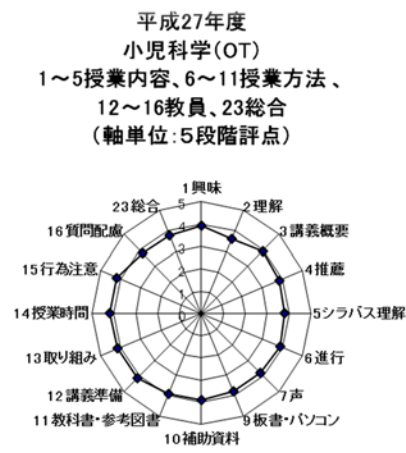 平成27年度
小児科学(OT)
1～5授業内容、6～11授業方法、
12～16教員、23総合
(軸単位:5段階評点)
1興味
2理解
3講義概要
4推薦
5シラバス理解
6進行
7声
9板書・パソコン
10補助資料
11教科書・参考図書
12講義準備
13取り組み
14授業時間
15行為注意
16質問配慮
23総合
5
4
3
2
1
0